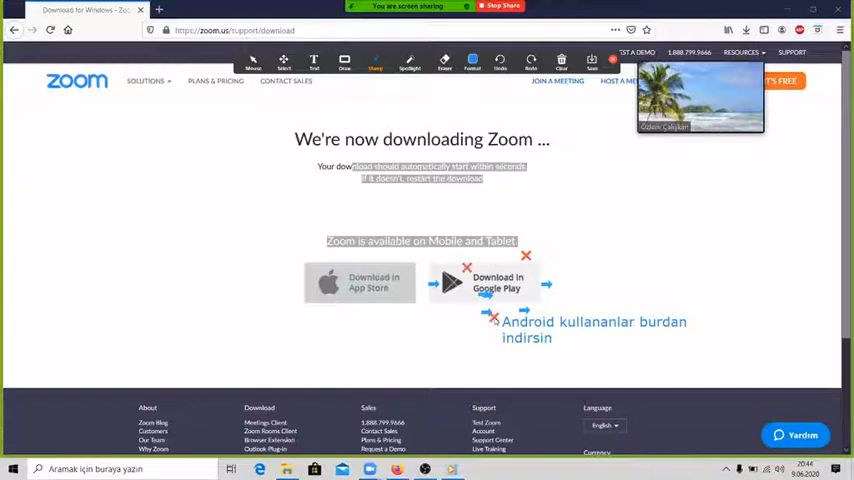 Download for Windows - Zoo
You are screen sharing
Stop Share
https://zoom.us/support/download
EST A DEMO
1.888.799.9666
RESOURCES
SUPPORT
Mouse
Select
Text
Draw
Stamp
Spotlight
Eraser
Format
Undo
Redo
Clear
Save
zoom
SOLUTIONS
PLANS & PRICING
CONTACT SALES
JOIN A MEETING
HOST A ME
T'S FREE
Özlem Çalışkan
We're now downloading Zoom ...
Your download should automatically start within seconds.
If it doesn't, restart the download
Zoom is available on Mobile and Tablet.
Download in
App Store
Download in
Google Play
Android kullananlar burdan
indirsin
About
Zoom Blog
Customers
Our Team
Why Zoom
Download
Meetings Client
Zoom Rooms Client
Browser Extension
Outlook Plug-in
Sales
1.888.799.9666
Contact Sales
Plans & Pricing
Request a Demo
Support
Test Zoom
Account
Support Center
Live Training
Language
English
Currency
Yardım
Aramak için buraya yazın
20:44
9.06.2020